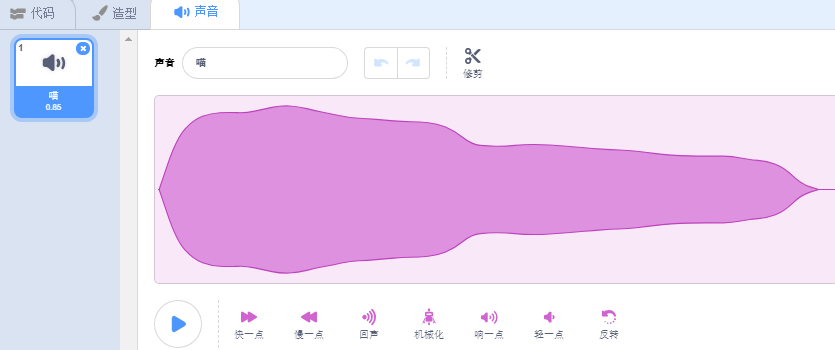 代码 造型 声音
1
喵
0.85
声音 喵
修剪
快一点 慢一点 回声 机械化 响一点 轻一点 反转